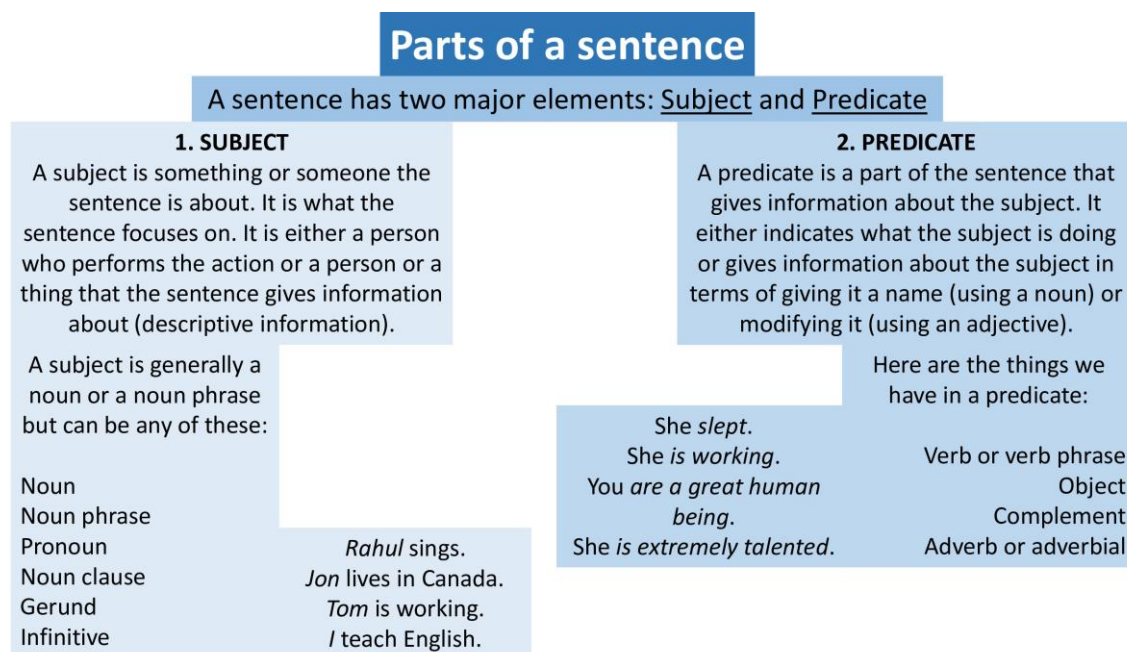 Parts of a sentence
A sentence has two major elements: Subject and Predicate
1. SUBJECT
A subject is something or someone the
sentence is about. It is what the
sentence focuses on. It is either a person
who performs the action or a person or a
thing that the sentence gives information
about (descriptive information).
A subject is generally a
noun or a noun phrase
but can be any of these:
Noun
Noun phrase
Pronoun
Noun clause
Gerund
Infinitive
Rahul sings.
Jon lives in Canada.
Tom is working.
I teach English.
2. PREDICATE
A predicate is a part of the sentence that
gives information about the subject. It
either indicates what the subject is doing
or gives information about the subject in
terms of giving it a name (using a noun) or
modifying it (using an adjective).
Here are the things we
have in a predicate:
Verb or verb phrase
Object
Complement
Adverb or adverbial
She slept.
She is working.
You are a great human
being.
She is extremely talented.